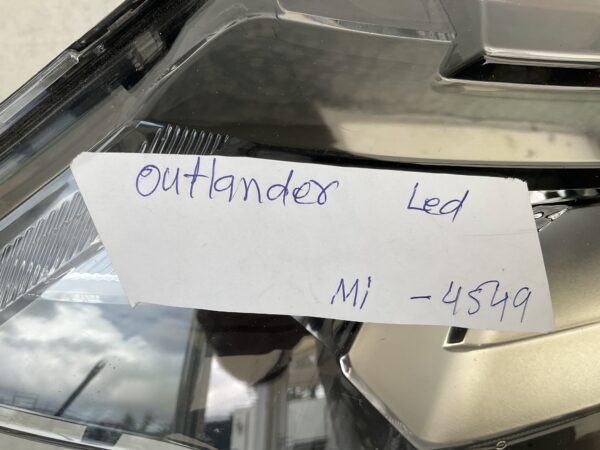 Outlander Led
Mi - 4549